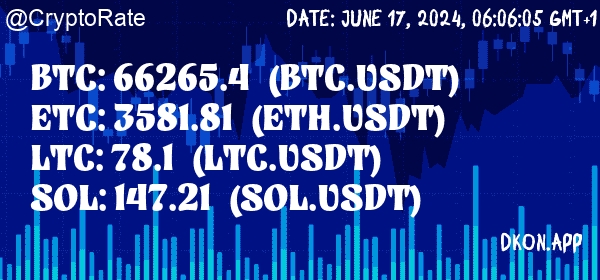 @CryptoRate
DATE: JUNE 17, 2024, 06:06:05 GMT+1
BTC: 66265.4 (BTC.USDT)
ETC: 3581.81 (ETH.USDT)
LTC: 78.1 (LTC.USDT)
SOL: 147.21 (SOL.USDT)
DKON.APP